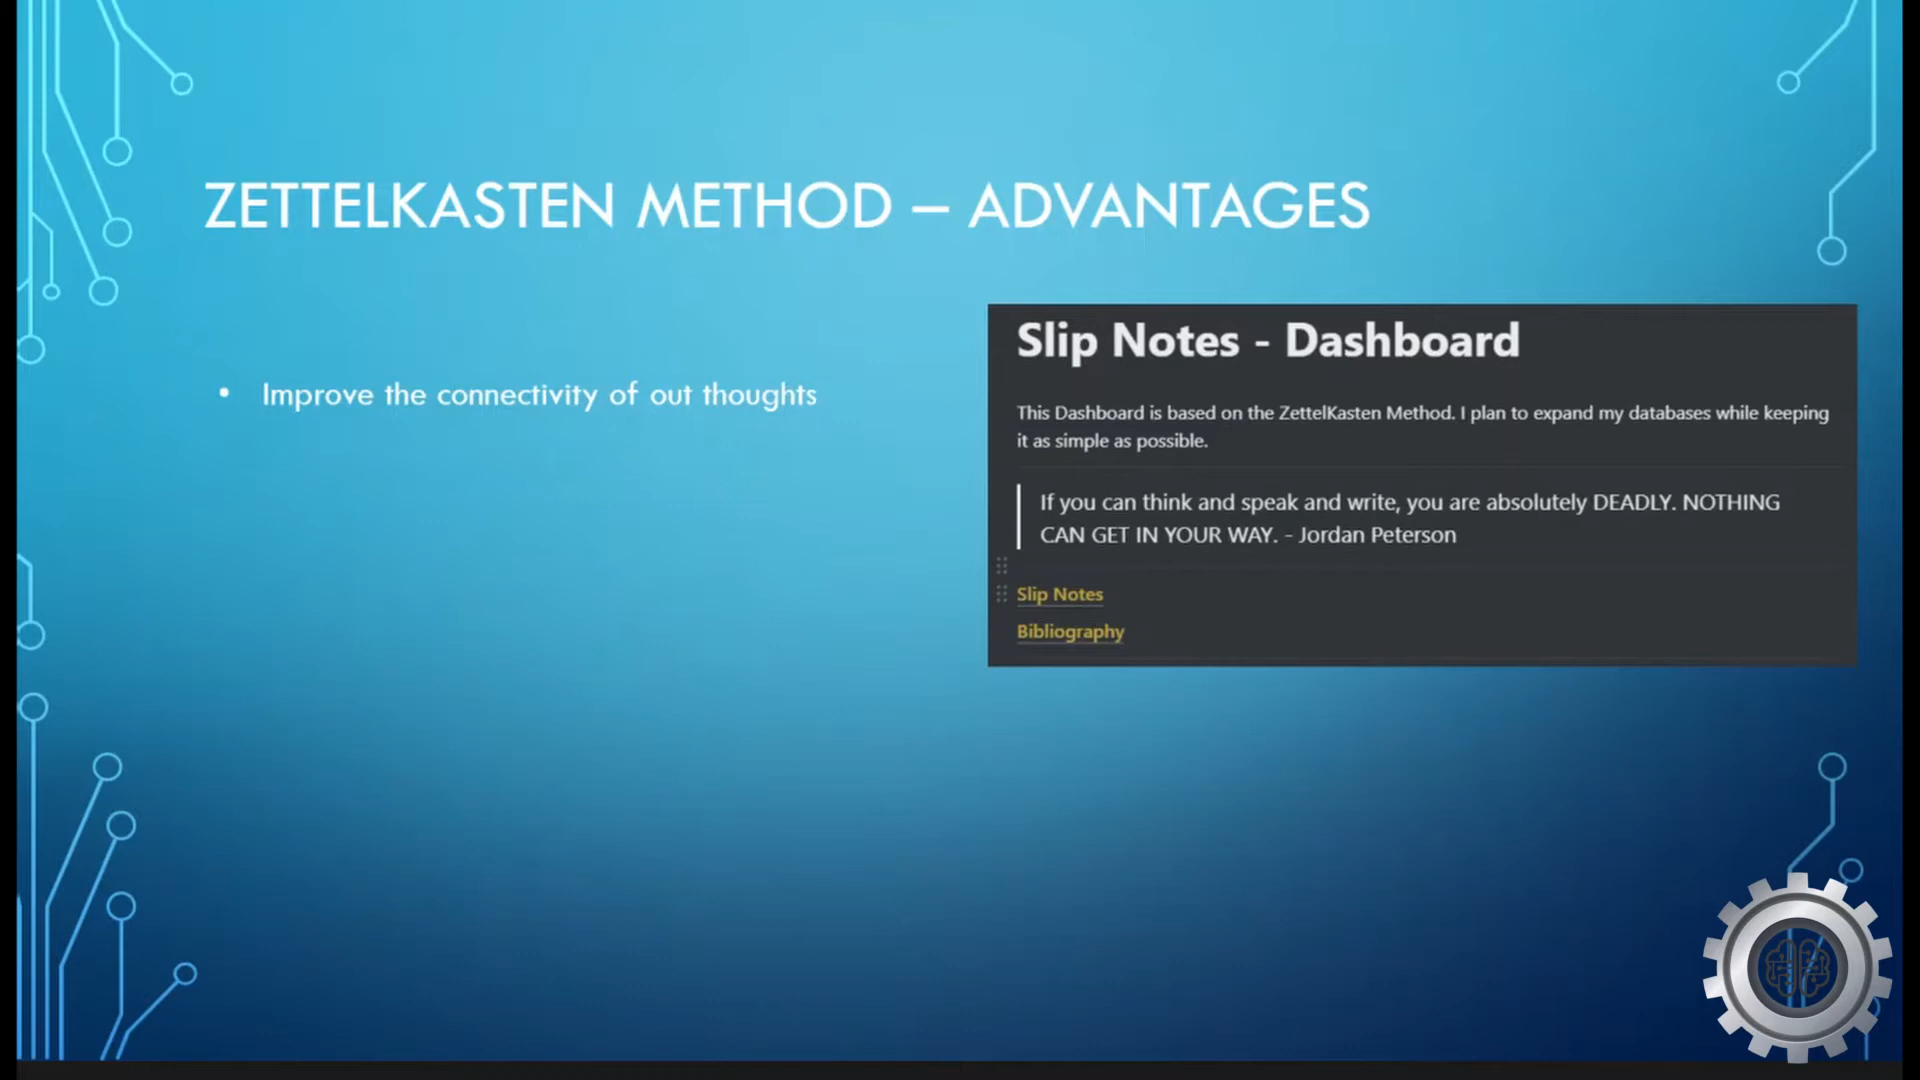 ZETTELKASTEN METHOD – ADVANTAGES
• Improve the connectivity of out thoughts
Slip Notes - Dashboard
This Dashboard is based on the ZettelKasten Method. I plan to expand my databases while keeping
it as simple as possible.
If you can think and speak and write, you are absolutely DEADLY. NOTHING
CAN GET IN YOUR WAY. - Jordan Peterson
Slip Notes
Bibliography